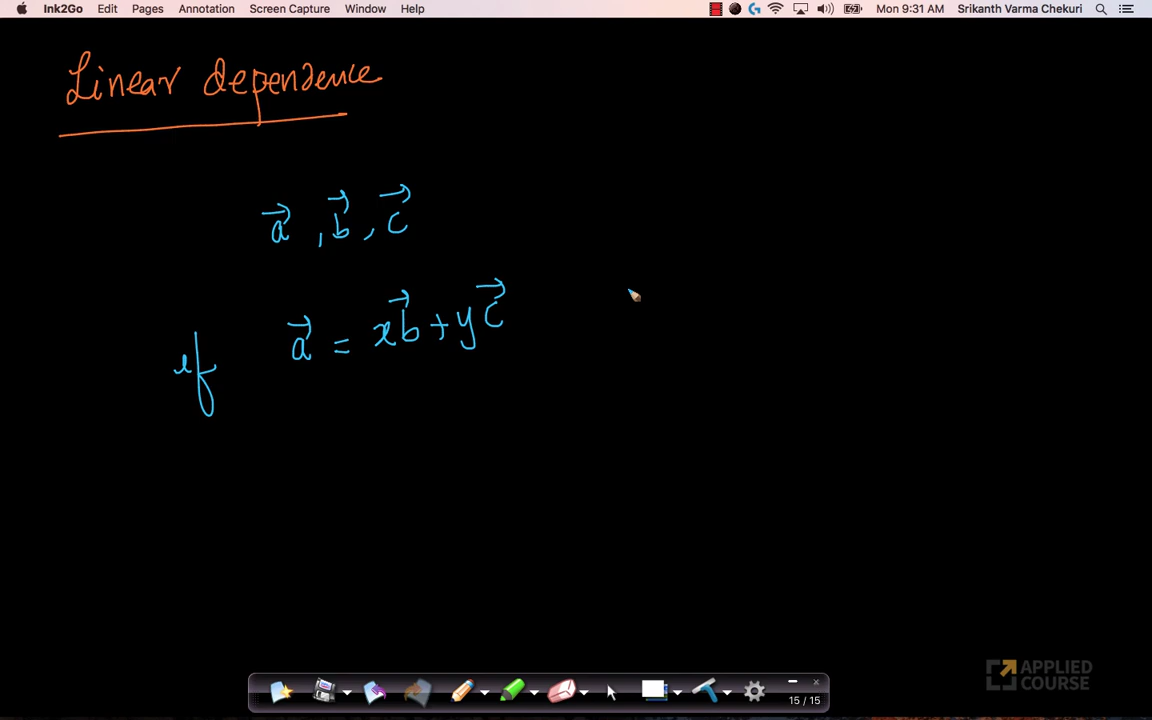 Ink2Go Edit Pages Annotation Screen Capture Window Help Mon 9:31 AM Srikanth Varma Chekuri
Linear dependence
a⃗, b⃗, c⃗
if a⃗ = xb⃗ + yc⃗
APPLIED
COURSE
15 / 15